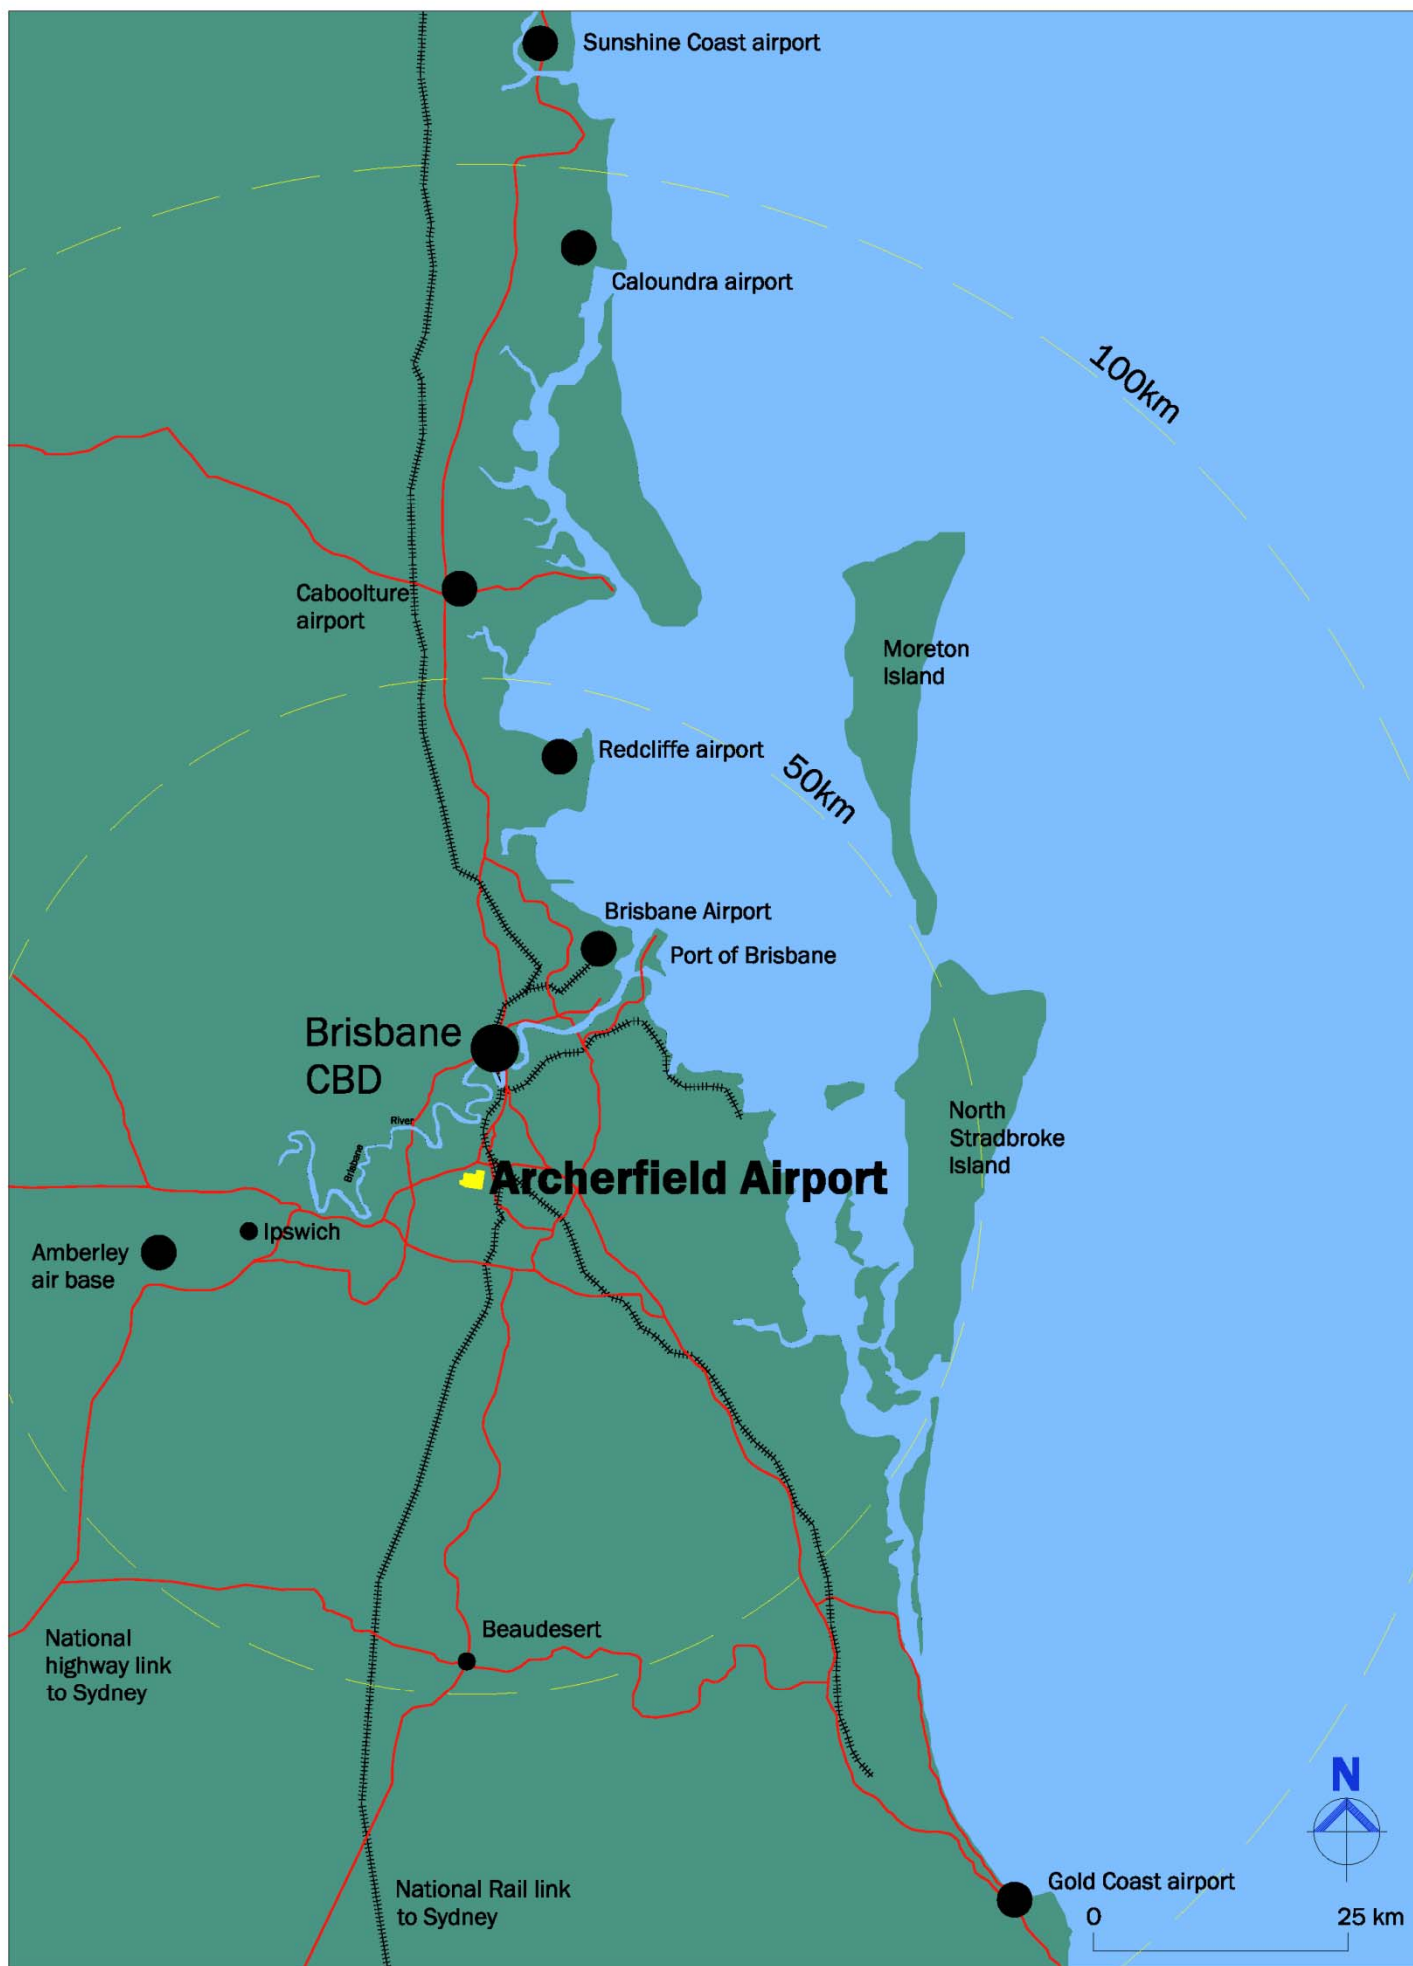 Sunshine Coast airport
Caloundra airport
100km
Caboolture
airport
Moreton
Island
Redcliffe airport
50km
Brisbane Airport
Port of Brisbane
Brisbane
CBD
North
Stradbroke
Island
River
Brisbane
Archerfield Airport
Ipswich
Amberley
air base
Beaudesert
National
highway link
to Sydney
N
National Rail link
to Sydney
Gold Coast airport
0 25 km